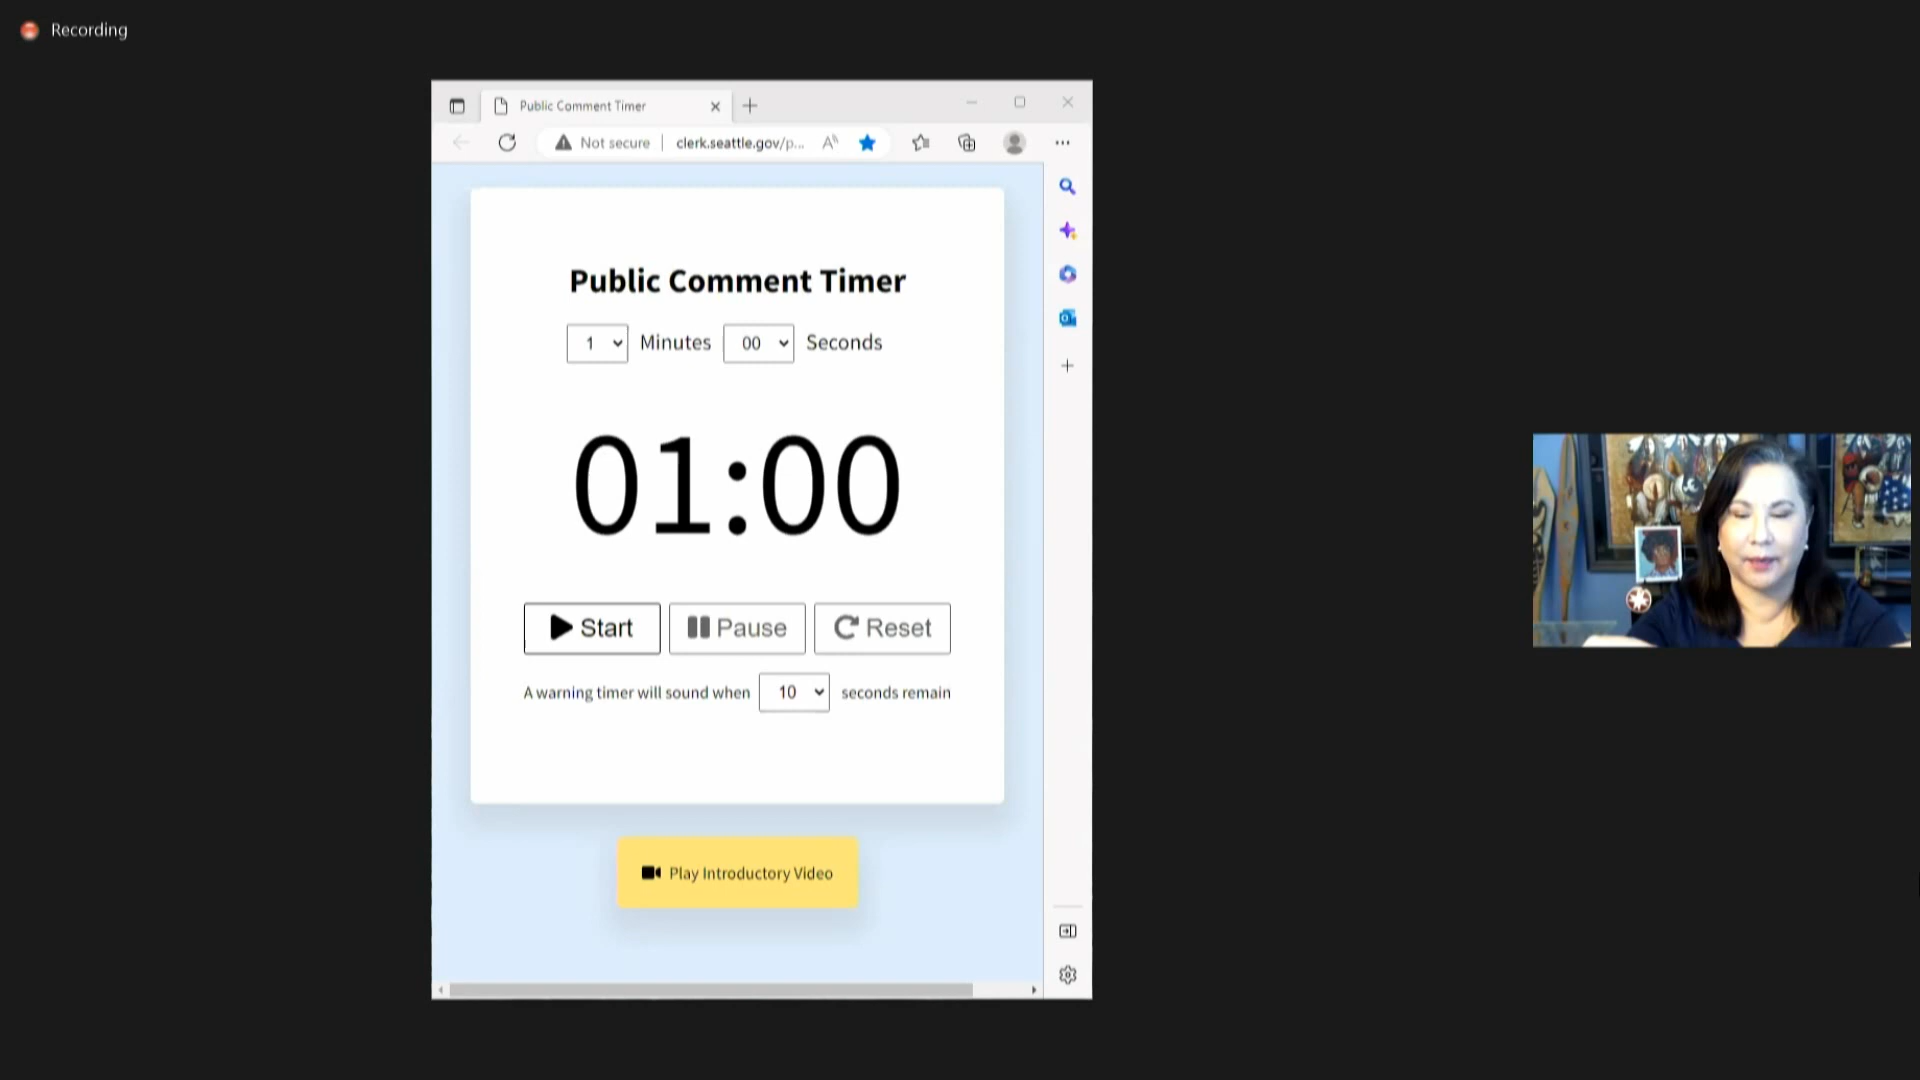 Recording
Public Comment Timer
Not secure
clerk.seattle.gov/p...
Public Comment Timer
1 Minutes 00 Seconds
01:00
Start Pause Reset
A warning timer will sound when 10 seconds remain
Play Introductory Video